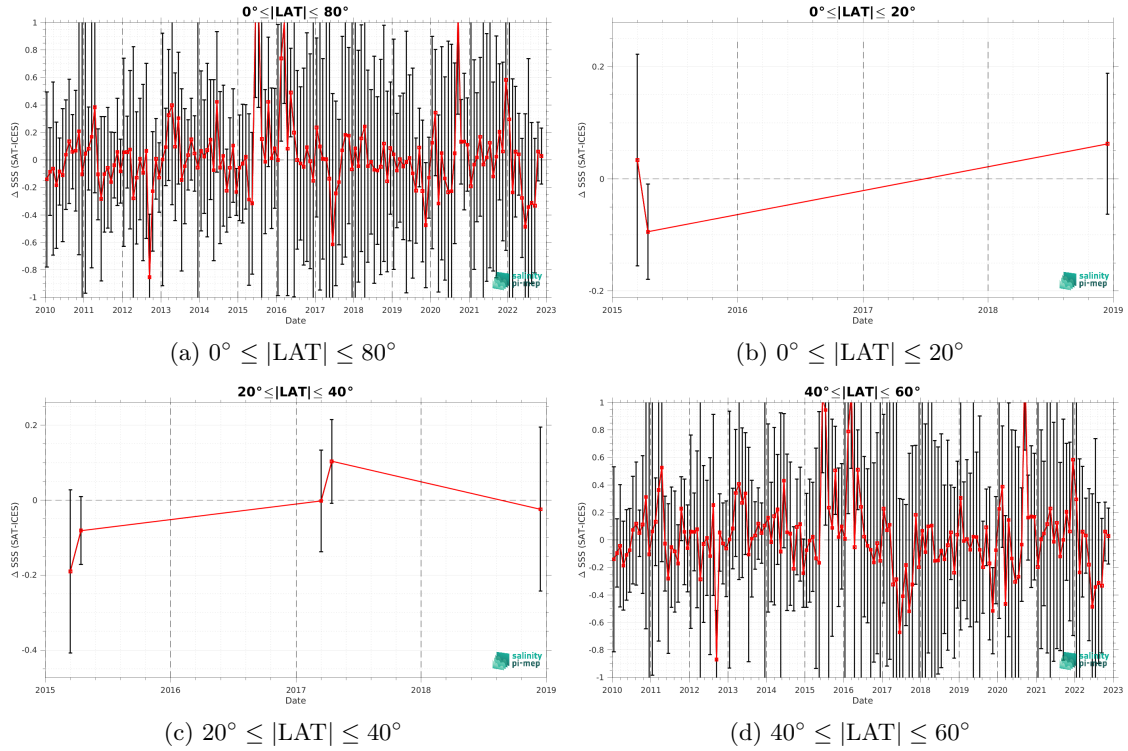 0°≤|LAT|≤ 80°
Δ SSS (SAT-ICES)
1
0.8
0.6
0.4
0.2
0
-0.2
-0.4
-0.6
-0.8
-1
2010 2011 2012 2013 2014 2015 2016 2017 2018 2019 2020 2021 2022 2023
Date
salinity
pi-mep
(a) 0° ≤ |LAT| ≤ 80°
0°≤|LAT|≤ 20°
Δ SSS (SAT-ICES)
0.2
0
-0.2
2015 2016 2017 2018 2019
Date
salinity
pi-mep
(b) 0° ≤ |LAT| ≤ 20°
20°≤|LAT|≤ 40°
Δ SSS (SAT-ICES)
0.2
0
-0.2
-0.4
2015 2016 2017 2018 2019
Date
salinity
pi-mep
(c) 20° ≤ |LAT| ≤ 40°
40°≤|LAT|≤ 60°
Δ SSS (SAT-ICES)
1
0.8
0.6
0.4
0.2
0
-0.2
-0.4
-0.6
-0.8
-1
2010 2011 2012 2013 2014 2015 2016 2017 2018 2019 2020 2021 2022 2023
Date
salinity
pi-mep
(d) 40° ≤ |LAT| ≤ 60°